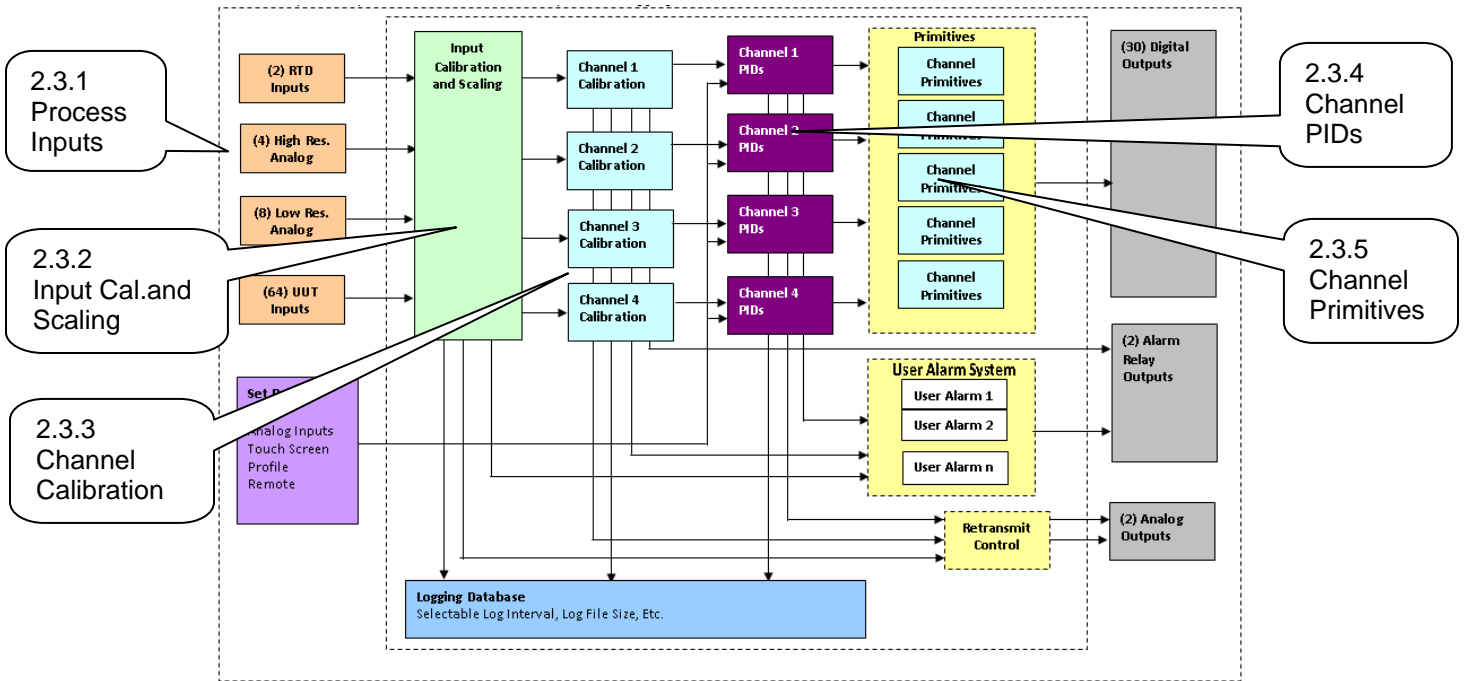 2.3.1
Process
Inputs
2.3.2
Input Cal.and
Scaling
2.3.3
Channel
Calibration
(2) RTD
Inputs
(4) High Res.
Analog
(8) Low Res.
Analog
(64) UUT
Inputs
Analog Inputs
Touch Screen
Profile
Remote
Input
Calibration
and Scaling
Channel 1
Calibration
Channel 2
Calibration
Channel 3
Calibration
Channel 4
Calibration
Channel 1
PIDs
Channel 2
PIDs
Channel 3
PIDs
Channel 4
PIDs
Primitives
Channel
Primitives
Channel
Primitives
Channel
Primitives
Channel
Primitives
Channel
Primitives
User Alarm System
User Alarm 1
User Alarm 2
User Alarm n
Retransmit
Control
Logging Database
Selectable Log Interval, Log File Size, Etc.
(30) Digital
Outputs
(2) Alarm
Relay
Outputs
(2) Analog
Outputs
2.3.4
Channel
PIDs
2.3.5
Channel
Primitives